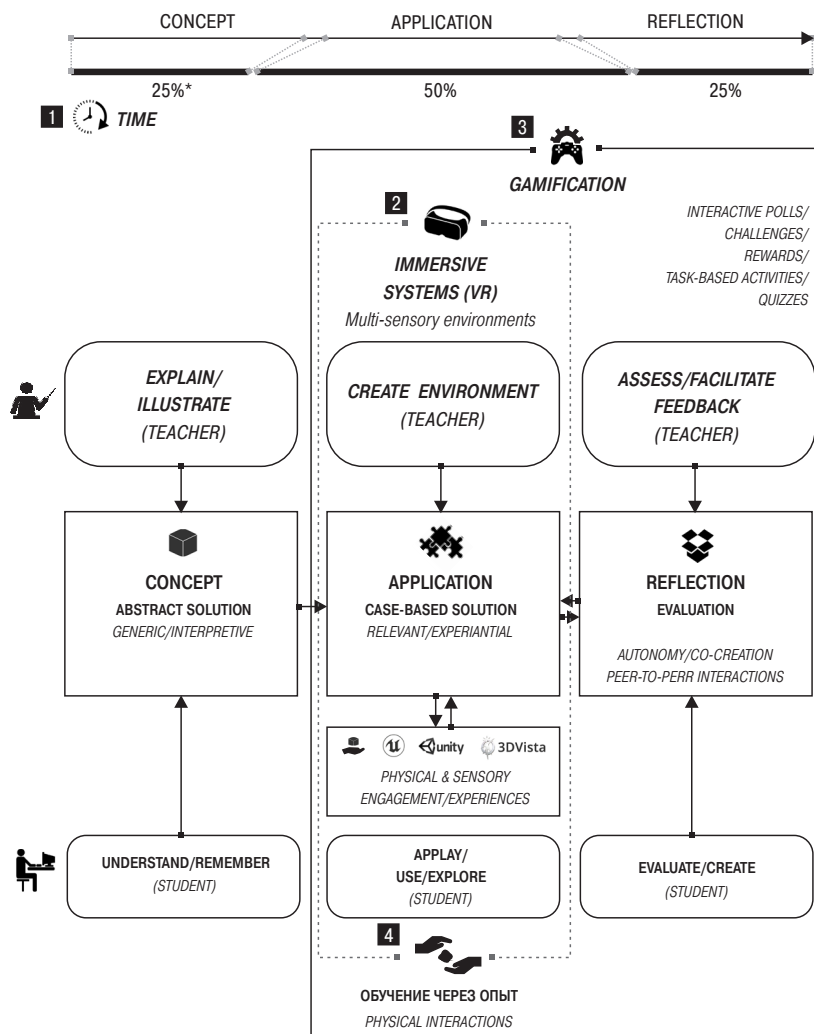 CONCEPT
APPLICATION
REFLECTION
25%*
50%
25%
1
TIME
3
GAMIFICATION
2
IMMERSIVE
SYSTEMS (VR)
Multi-sensory environments
INTERACTIVE POLLS/
CHALLENGES/
REWARDS/
TASK-BASED ACTIVITIES/
QUIZZES
EXPLAIN/
ILLUSTRATE
(TEACHER)
CREATE ENVIRONMENT
(TEACHER)
ASSESS/FACILITATE
FEEDBACK
(TEACHER)
CONCEPT
ABSTRACT SOLUTION
GENERIC/INTERPRETIVE
APPLICATION
CASE-BASED SOLUTION
RELEVANT/EXPERIANTIAL
REFLECTION
EVALUATION
AUTONOMY/CO-CREATION
PEER-TO-PERR INTERACTIONS
unity 3DVista
PHYSICAL & SENSORY
ENGAGEMENT/EXPERIENCES
UNDERSTAND/REMEMBER
(STUDENT)
APPLAY/
USE/EXPLORE
(STUDENT)
EVALUATE/CREATE
(STUDENT)
4
ОБУЧЕНИЕ ЧЕРЕЗ ОПЫТ
PHYSICAL INTERACTIONS